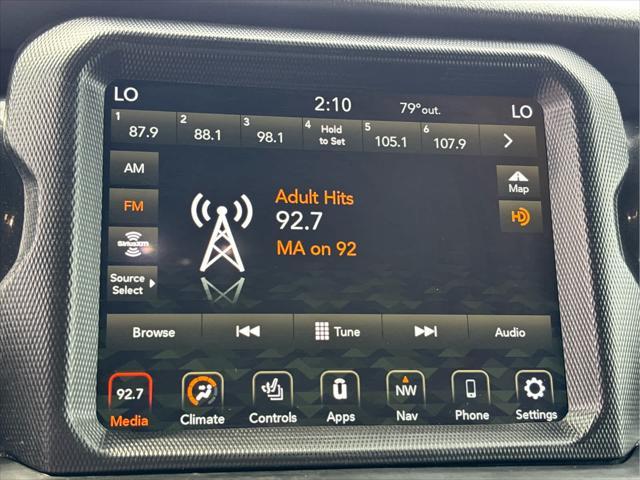 LO 2:10 79° out. LO
1 87.9 2 88.1 3 98.1 4 Hold to Set 5 105.1 6 107.9
AM
FM
SiriusXM
Source Select
Adult Hits
92.7
MA on 92
Map
HD
Browse Tune Audio
92.7 NW
Media Climate Controls Apps Nav Phone Settings